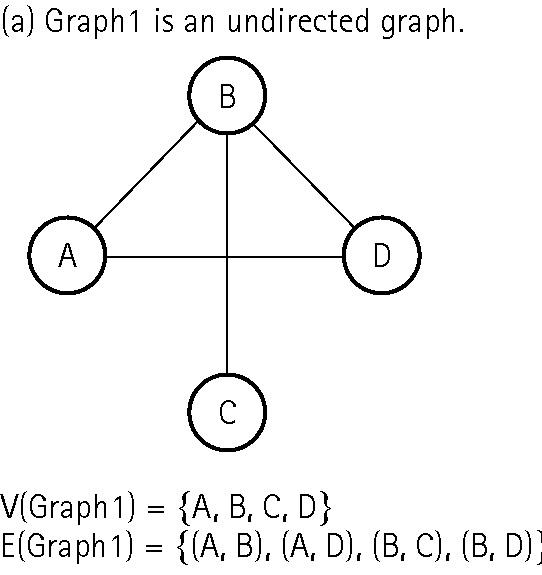 (a) Graph1 is an undirected graph.
B
A
D
C
V(Graph1) = {A, B, C, D}
E(Graph1) = {(A, B), (A, D), (B, C), (B, D)}